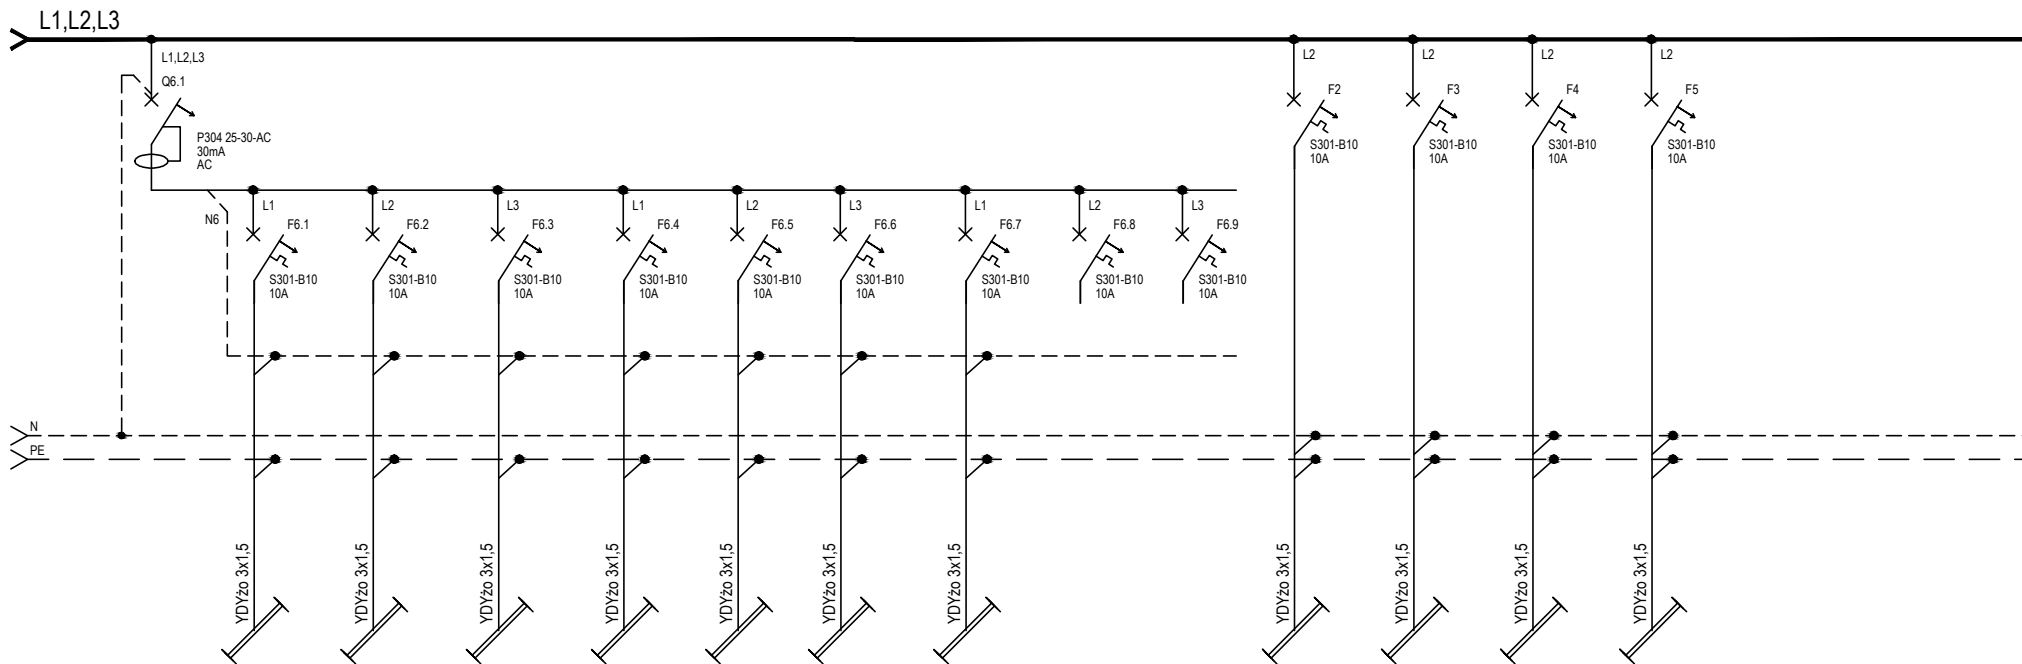 L1,L2,L3
L1,L2,L3
Q6.1
P304 25-30-AC
30mA
AC
L2
F2
S301-B10
10A
L2
F3
S301-B10
10A
L2
F4
S301-B10
10A
L2
F5
S301-B10
10A
N6
L1
F6.1
S301-B10
10A
L2
F6.2
S301-B10
10A
L3
F6.3
S301-B10
10A
L1
F6.4
S301-B10
10A
L2
F6.5
S301-B10
10A
L3
F6.6
S301-B10
10A
L1
F6.7
S301-B10
10A
L2
F6.8
S301-B10
10A
L3
F6.9
S301-B10
10A
N
PE
YDYżo 3x1,5
YDYżo 3x1,5
YDYżo 3x1,5
YDYżo 3x1,5
YDYżo 3x1,5
YDYżo 3x1,5
YDYżo 3x1,5
YDYżo 3x1,5
YDYżo 3x1,5
YDYżo 3x1,5
YDYżo 3x1,5